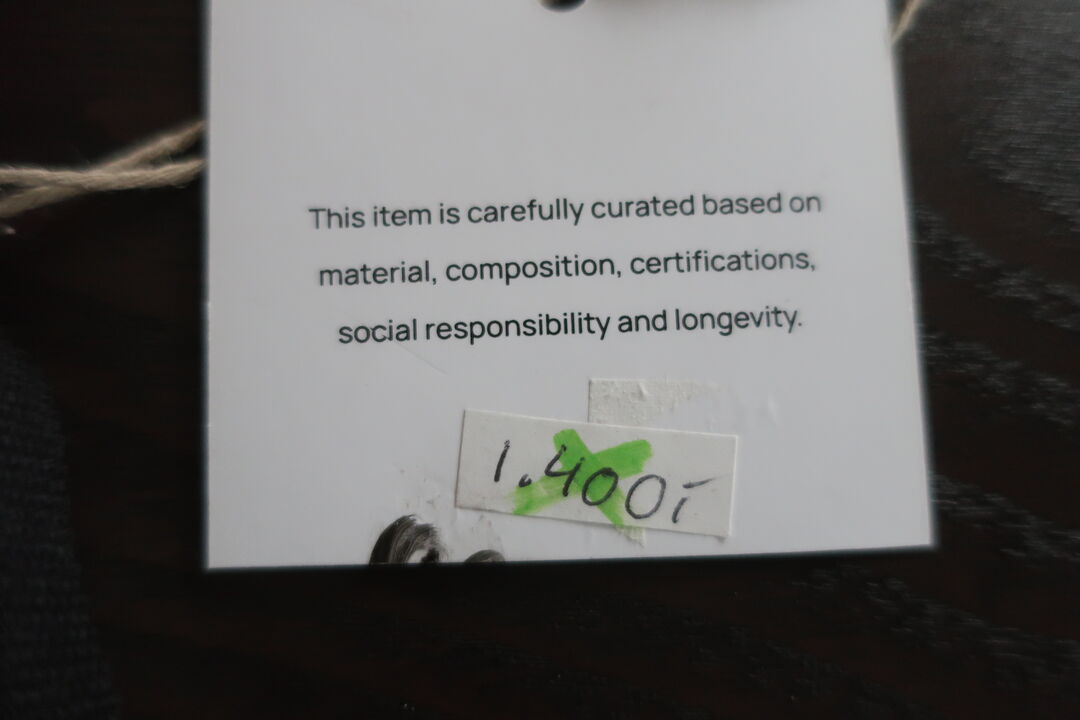 This item is carefully curated based on
material, composition, certifications,
social responsibility and longevity.
1.400,-